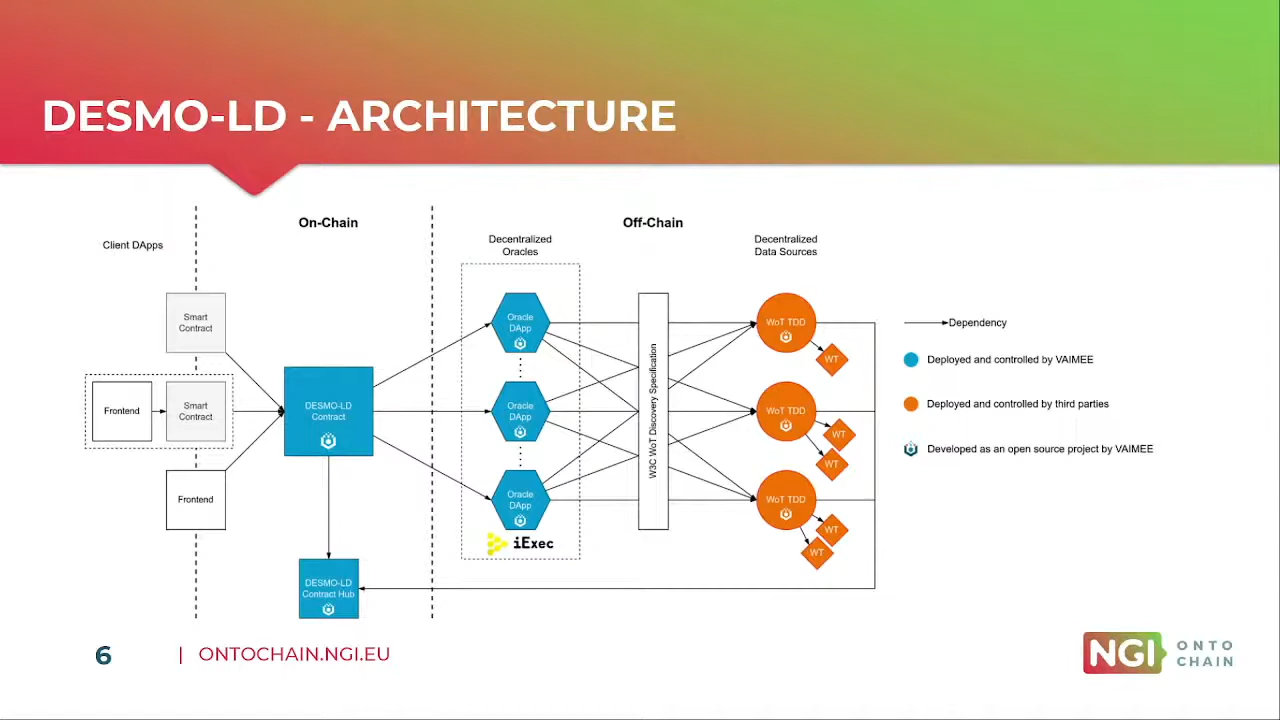 DESMO-LD - ARCHITECTURE
On-Chain
Off-Chain
Client DApps
Decentralized
Oracles
Decentralized
Data Sources
Smart
Contract
Frontend
Smart
Contract
Frontend
DESMO-LD
Contract
DESMO-LD
Contract Hub
Oracle
DApp
Oracle
DApp
Oracle
DApp
iExec
W3C WoT Discovery Specification
WoT TDD
WT
WoT TDD
WT
WT
WoT TDD
WT
WT
Dependency
Deployed and controlled by VAIMEE
Deployed and controlled by third parties
Developed as an open source project by VAIMEE
6
| ONTOCHAIN.NGI.EU
NGI
ONTO
CHAIN